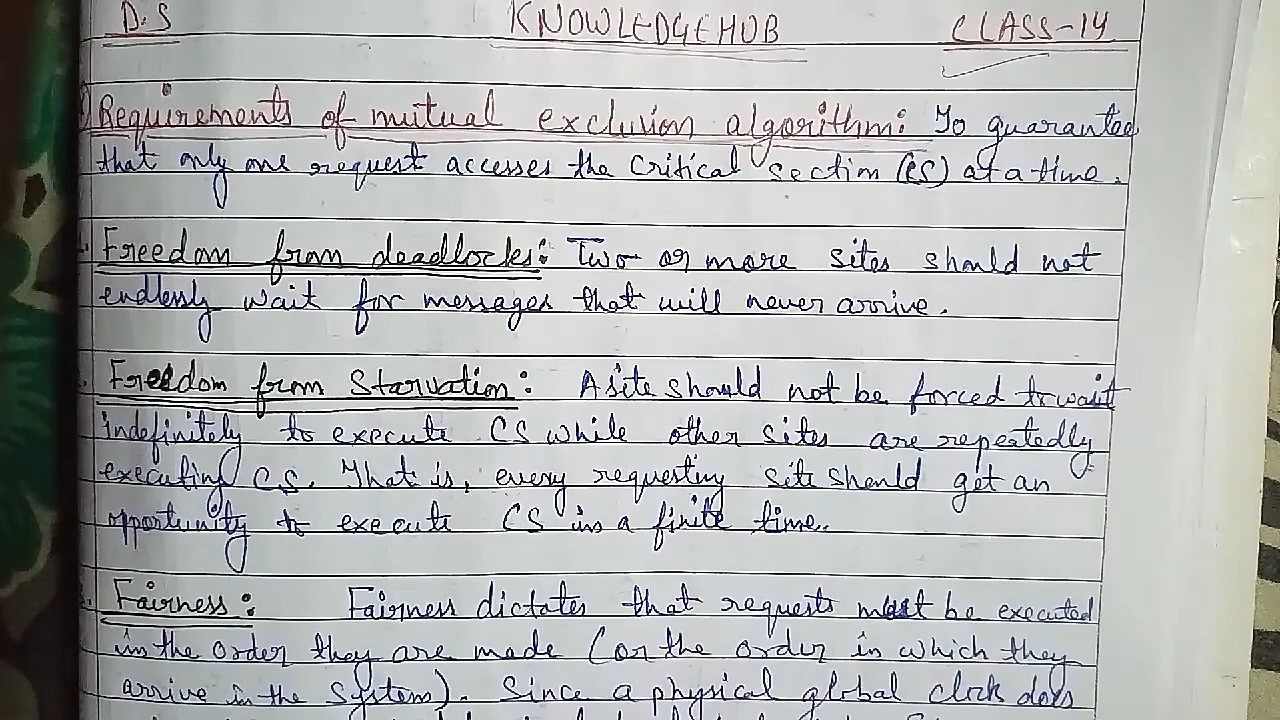 D.S KNOWLEDGEHUB CLASS-14
Requirements of mutual exclusion algorithm: To guarantee
that only one request accesses the Critical Section (CS) at a time.
Freedom from deadlocks: Two or more sites should not
endlessly wait for messages that will never arrive.
Freedom from Starvation: A site should not be forced to wait
indefinitely to execute CS while other sites are repeatedly
executing CS. That is, every requesting site should get an
opportunity to execute CS in a finite time.
Fairness: Fairness dictates that requests must be executed
in the order they are made (or the order in which they
arrive in the System). Since a physical global clock does